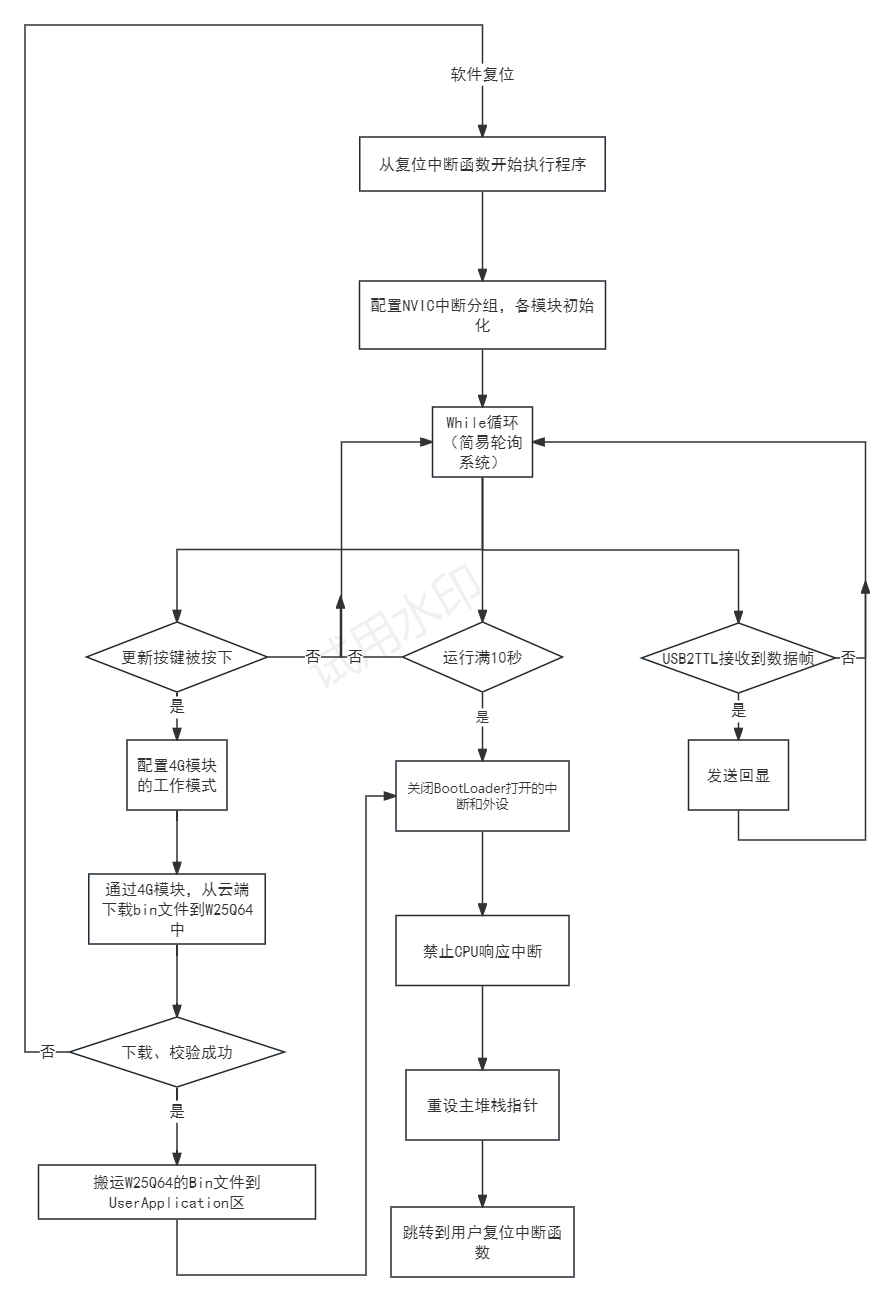 软件复位
从复位中断函数开始执行程序
配置NVIC中断分组，各模块初始
化
While循环
（简易轮询
系统）
更新按键被按下
否
否
运行满10秒
USB2TTL接收到数据帧
否
是
是
是
配置4G模块
的工作模式
关闭BootLoader打开的中
断和外设
发送回显
通过4G模块，从云端
下载bin文件到W25Q64
中
禁止CPU响应中断
否
下载、校验成功
是
重设主堆栈指针
搬运W25Q64的Bin文件到
UserApplication区
跳转到用户复位中断函
数
试用水印